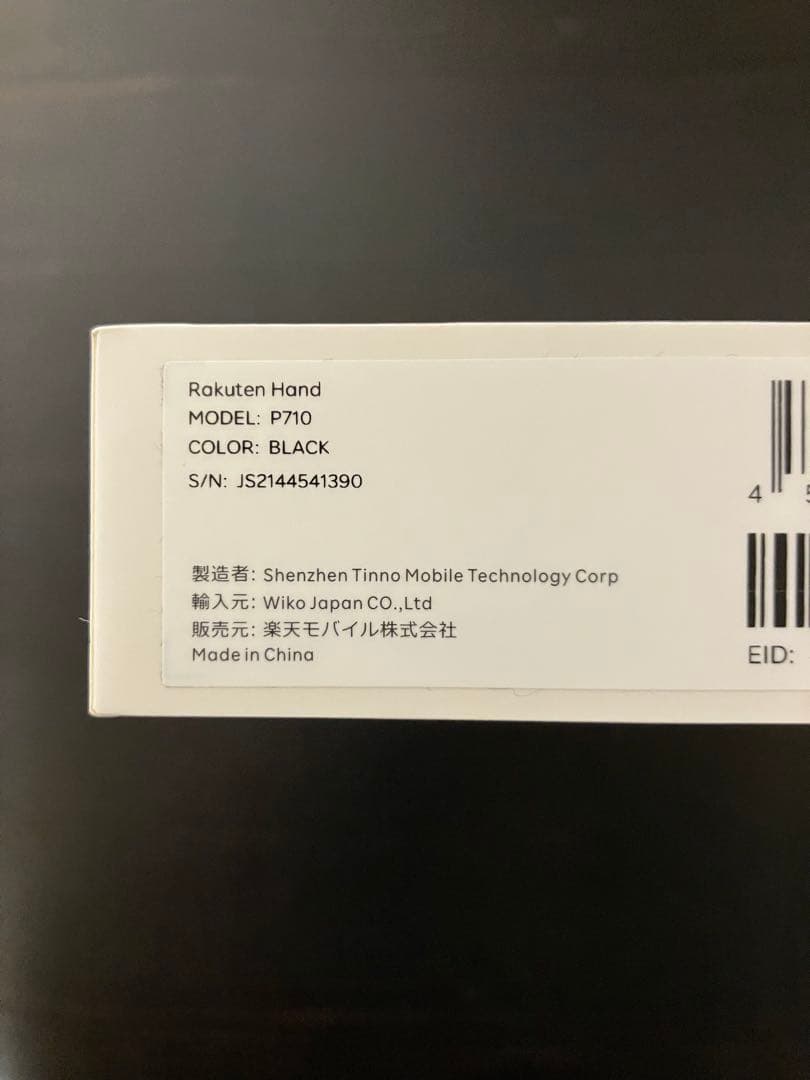 Rakuten Hand
MODEL: P710
COLOR: BLACK
S/N: JS2144541390
製造者: Shenzhen Tinno Mobile Technology Corp
輸入元: Wiko Japan CO.,Ltd
販売元: 楽天モバイル株式会社
Made in China
4
EID: